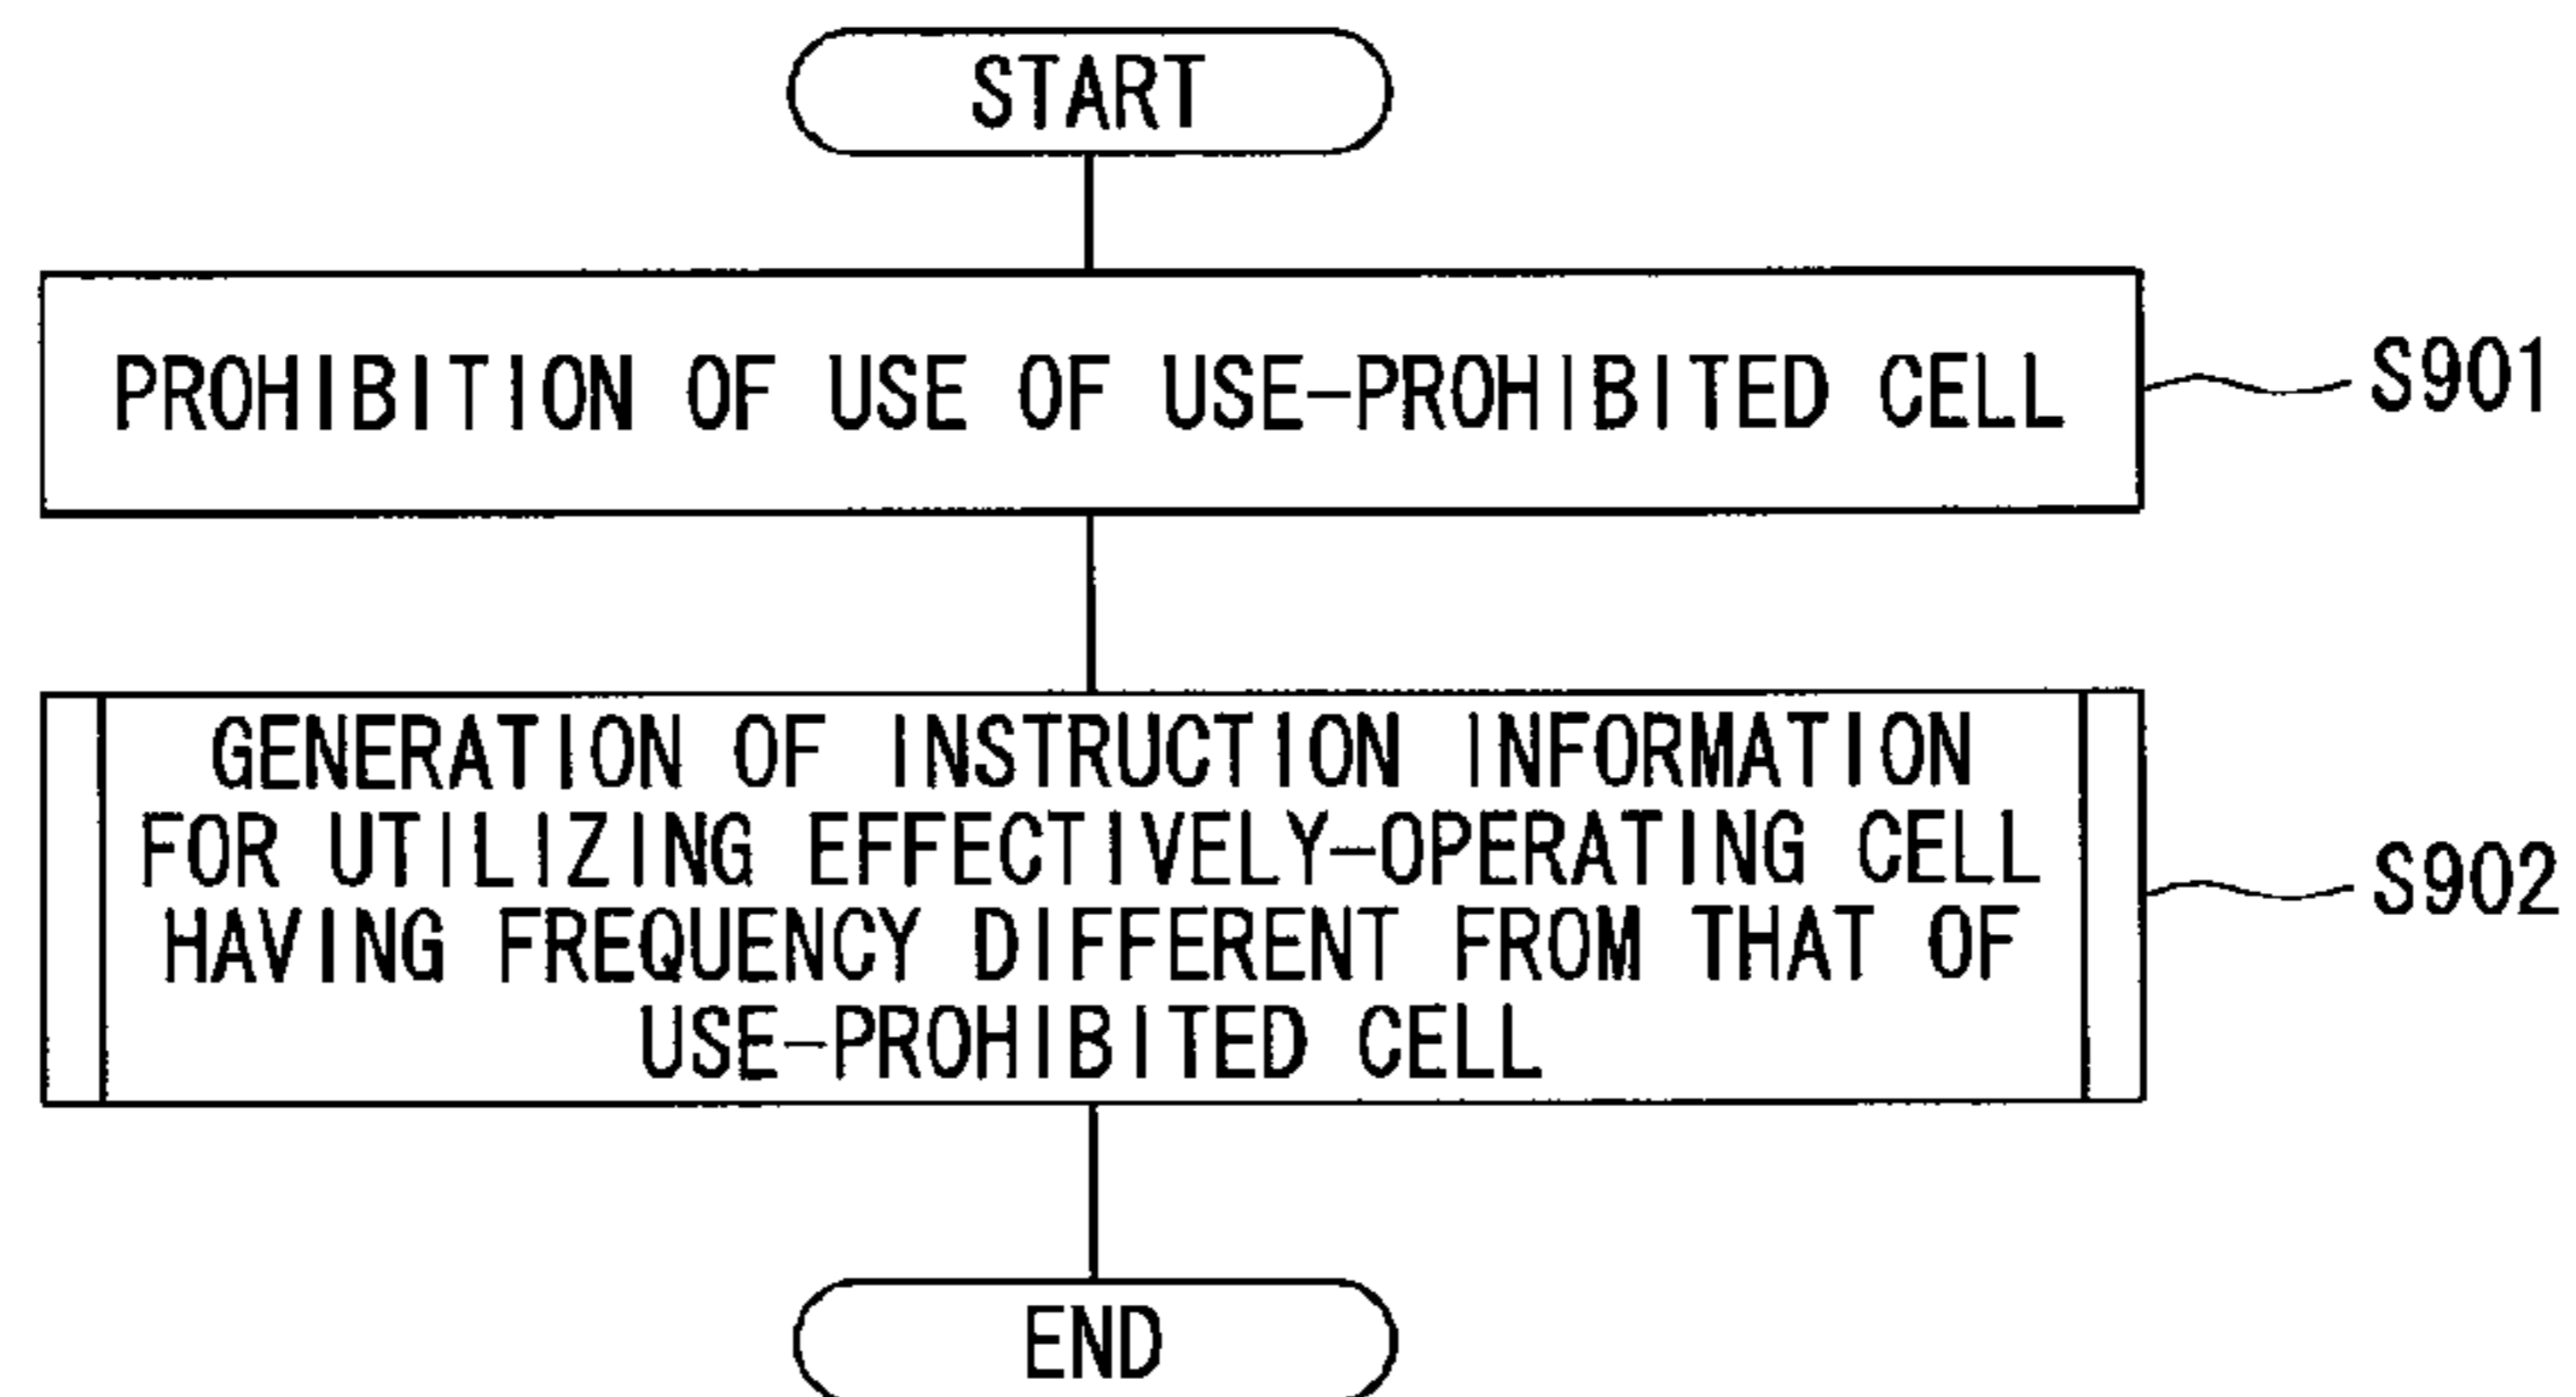 START
PROHIBITION OF USE OF USE-PROHIBITED CELL
S901
GENERATION OF INSTRUCTION INFORMATION
FOR UTILIZING EFFECTIVELY-OPERATING CELL
HAVING FREQUENCY DIFFERENT FROM THAT OF
USE-PROHIBITED CELL
S902
END